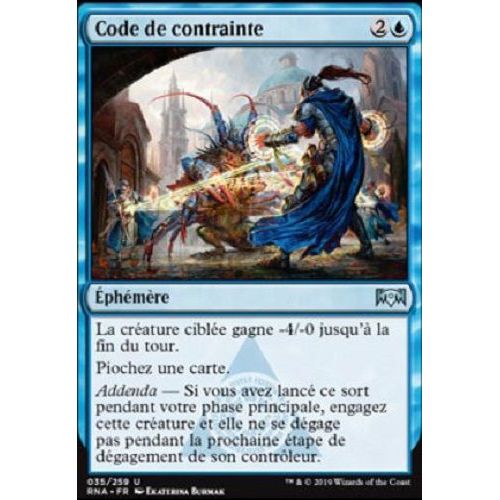 Code de contrainte 2
Éphémère
La créature ciblée gagne -4/-0 jusqu'à la
fin du tour.
Piochez une carte.
Addenda — Si vous avez lancé ce sort
pendant votre phase principale, engagez
cette créature et elle ne se dégage
pas pendant la prochaine étape de
dégagement de son contrôleur.
035/259 U
RNA • FR Ekaterina Burmak
™ & © 2019 Wizards of the Coast